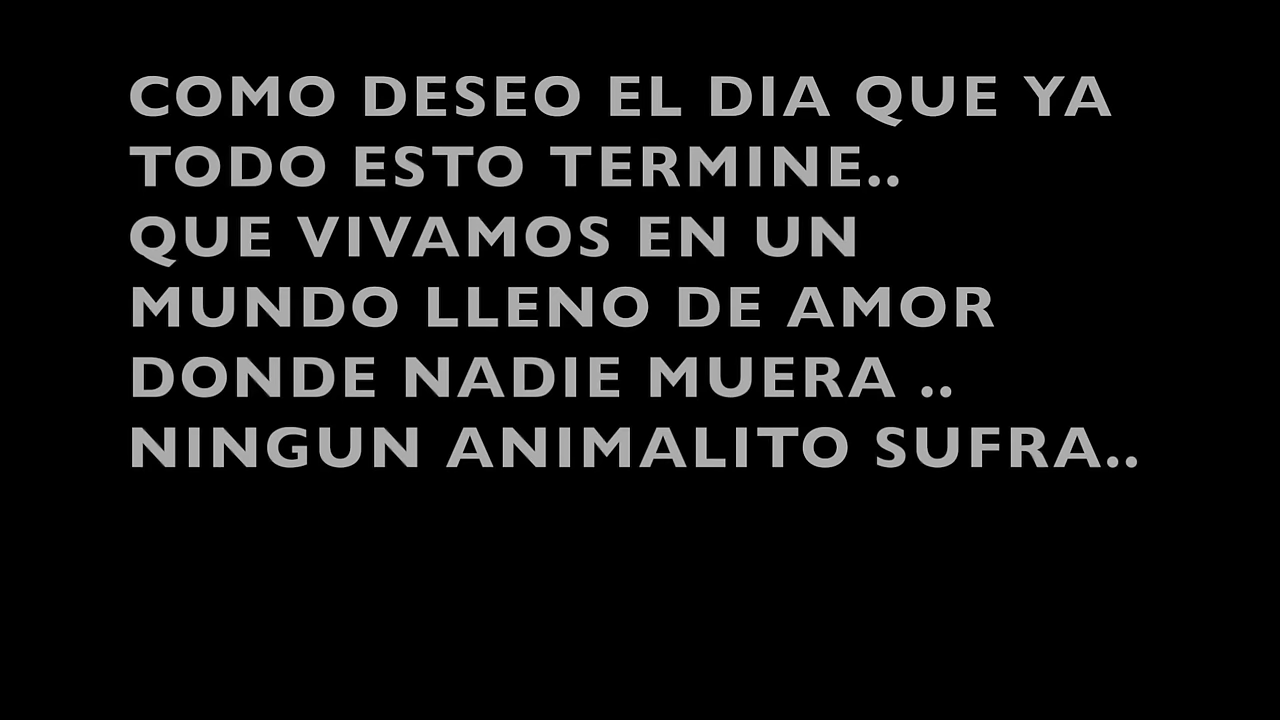 COMO DESEO EL DIA QUE YA
TODO ESTO TERMINE..
QUE VIVAMOS EN UN
MUNDO LLENO DE AMOR
DONDE NADIE MUERA ..
NINGUN ANIMALITO SUFRA..